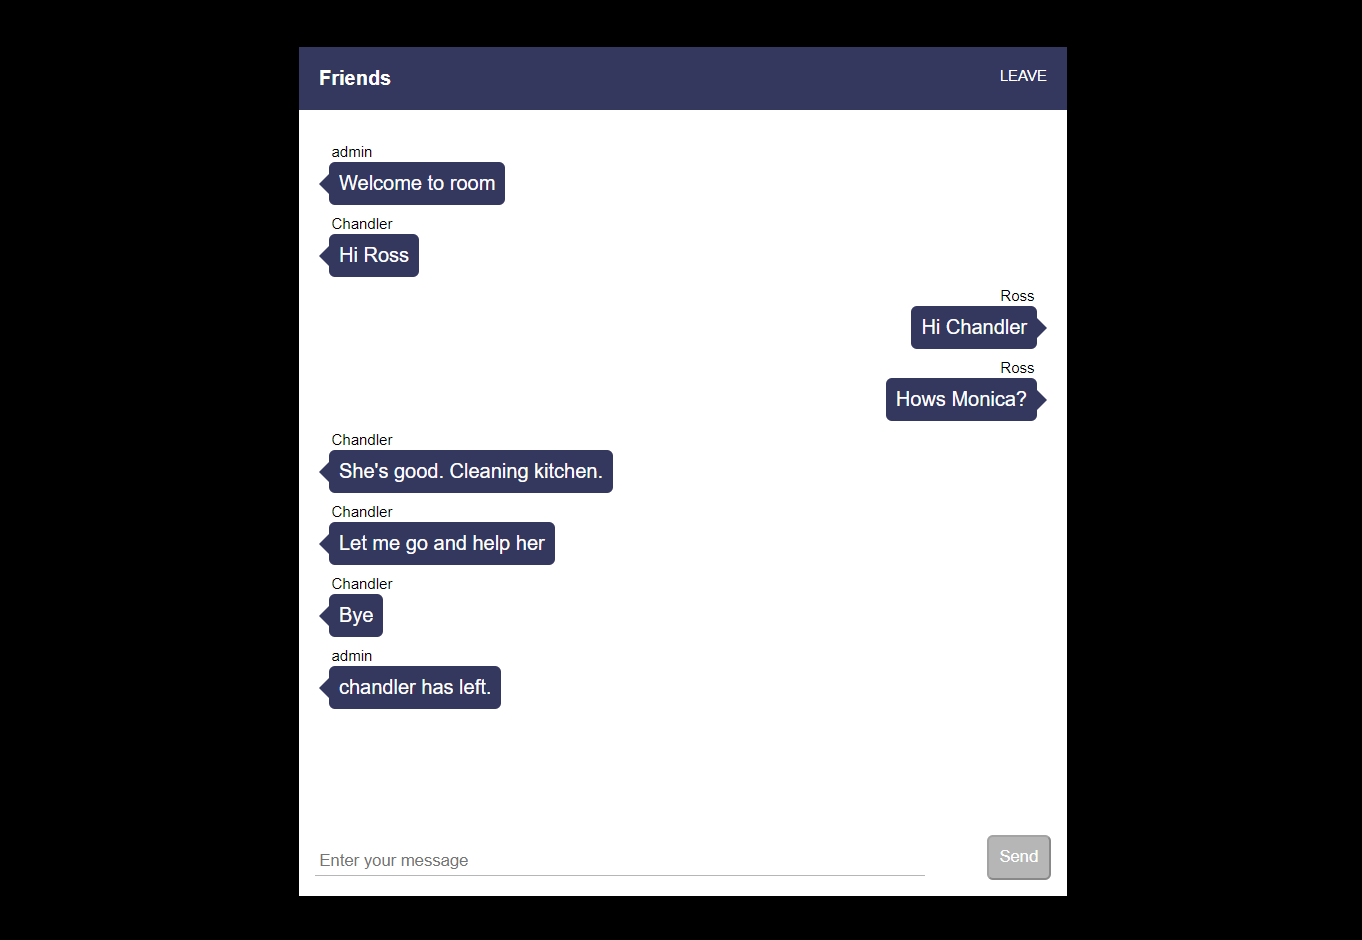 Friends
LEAVE
admin
Welcome to room
Chandler
Hi Ross
Ross
Hi Chandler
Ross
Hows Monica?
Chandler
She's good. Cleaning kitchen.
Chandler
Let me go and help her
Chandler
Bye
admin
chandler has left.
Enter your message
Send